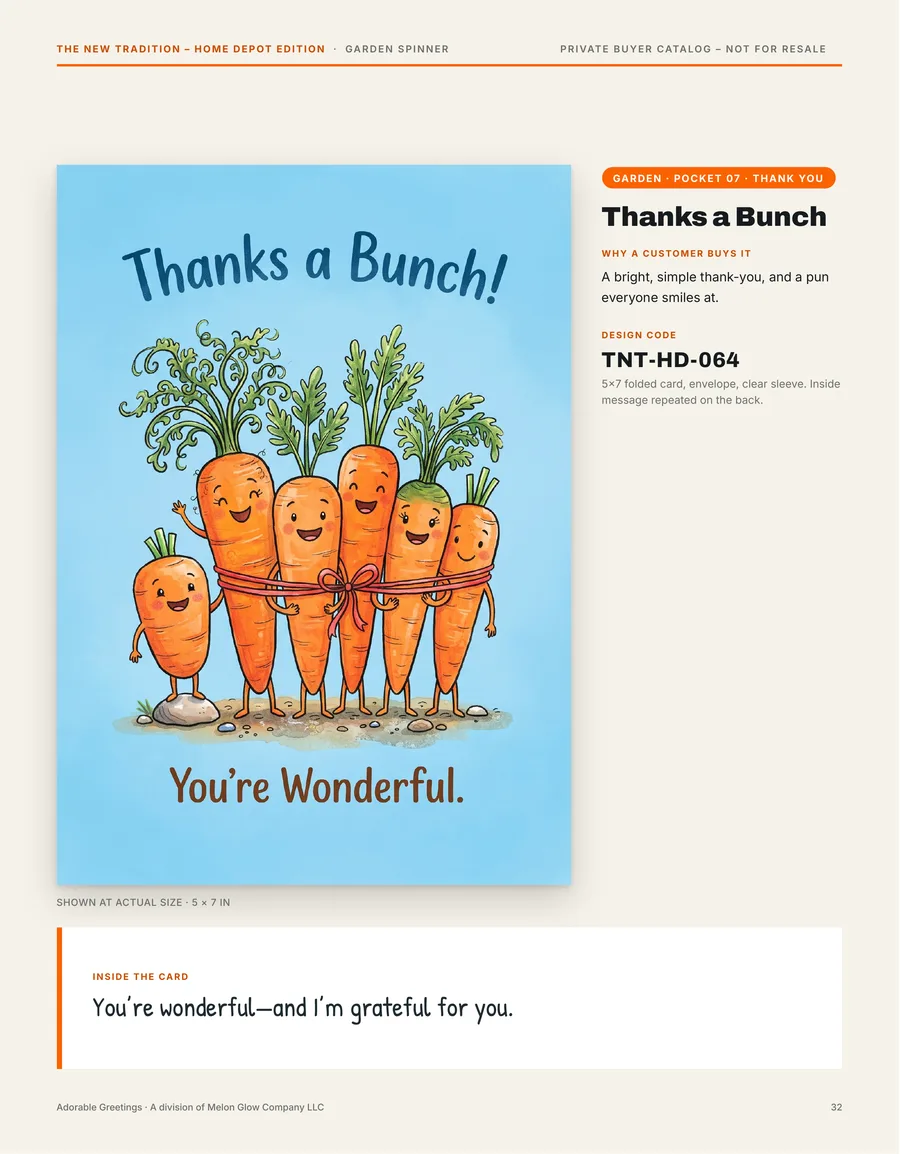 THE NEW TRADITION – HOME DEPOT EDITION · GARDEN SPINNER
PRIVATE BUYER CATALOG – NOT FOR RESALE
Thanks a Bunch!
You're Wonderful.
SHOWN AT ACTUAL SIZE · 5 × 7 IN
GARDEN · POCKET 07 · THANK YOU
Thanks a Bunch
WHY A CUSTOMER BUYS IT
A bright, simple thank-you, and a pun
everyone smiles at.
DESIGN CODE
TNT-HD-064
5×7 folded card, envelope, clear sleeve. Inside
message repeated on the back.
INSIDE THE CARD
You're wonderful—and I'm grateful for you.
Adorable Greetings · A division of Melon Glow Company LLC
32